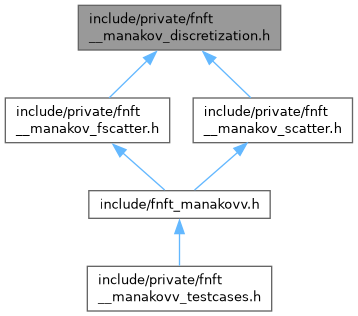 include/private/fnft
__manakov_discretization.h
include/private/fnft
__manakov_fscatter.h
include/private/fnft
__manakov_scatter.h
include/fnft_manakovv.h
include/private/fnft
__manakovv_testcases.h